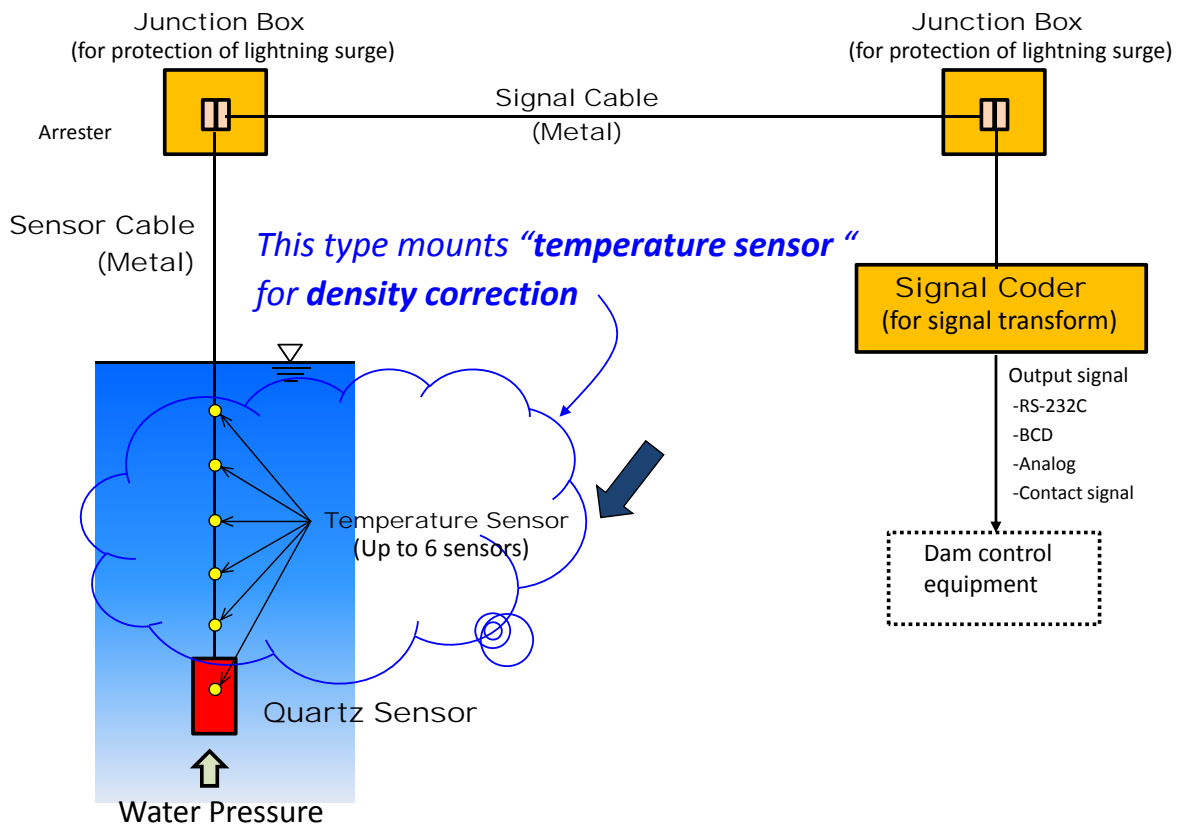 Junction Box
(for protection of lightning surge)
Junction Box
(for protection of lightning surge)
Arrester
Signal Cable
(Metal)
Sensor Cable
(Metal)
This type mounts “temperature sensor “
for density correction
Signal Coder
(for signal transform)
Output signal
-RS-232C
-BCD
-Analog
-Contact signal
Temperature Sensor
(Up to 6 sensors)
Dam control
equipment
Quartz Sensor
Water Pressure